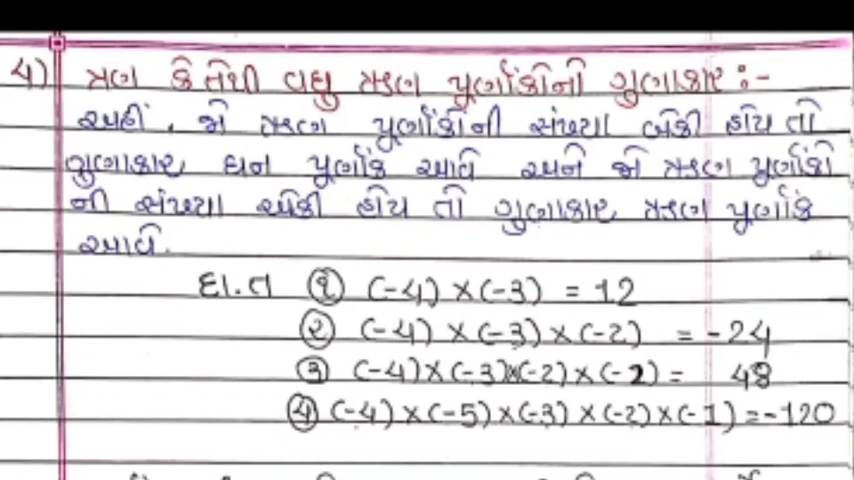 ૫) ત્રણ કે તેથી વધુ ઋણ પૂર્ણાંકોનો ગુણાકાર :-
અહીં, જો ઋણ પૂર્ણાંકોની સંખ્યા બેકી હોય તો
ગુણાકાર ધન પૂર્ણાંક આવે અને જો ઋણ પૂર્ણાંકો
ની સંખ્યા એકી હોય તો ગુણાકાર ઋણ પૂર્ણાંક
આવે.
દા.ત ① (-4) × (-3) = 12
② (-4) × (-3) × (-2) = -24
③ (-4) × (-3) × (-2) × (-2) = 48
④ (-4) × (-5) × (-3) × (-2) × (-1) = -120